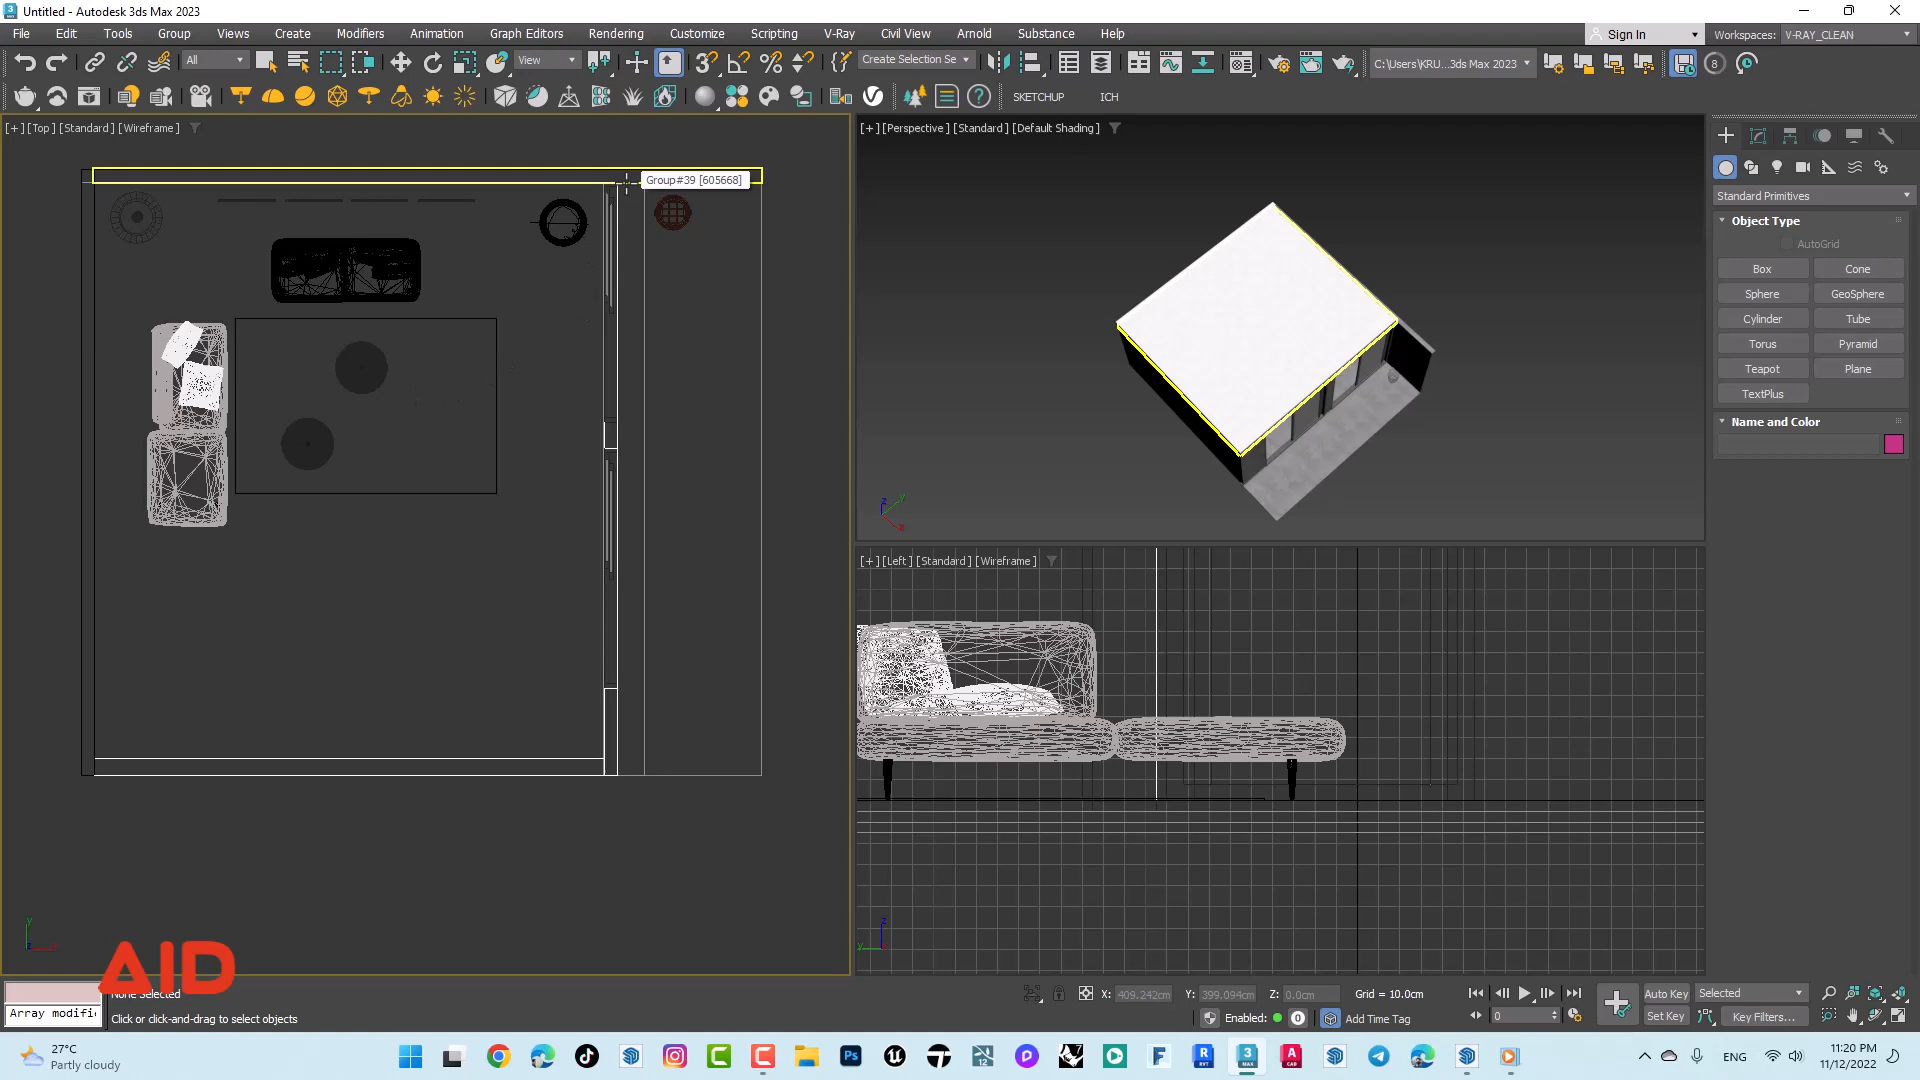 Untitled - Autodesk 3ds Max 2023
File Edit Tools Group Views Create Modifiers Animation Graph Editors Rendering Customize Scripting V-Ray Civil View Arnold Substance Help
Sign In
Workspaces: V-RAY_CLEAN
All
View
Create Selection Se
C:\Users\KRU...3ds Max 2023
8
SKETCHUP ICH
[+] [Top] [Standard] [Wireframe]
[+] [Perspective] [Standard] [Default Shading]
Group#39 [605668]
Standard Primitives
Object Type
AutoGrid
Box Cone
Sphere GeoSphere
Cylinder Tube
Torus Pyramid
Teapot Plane
TextPlus
Name and Color
[+] [Left] [Standard] [Wireframe]
AID
None Selected
Array modifi
Click or click-and-drag to select objects
X: 409.242cm Y: 399.094cm Z: 0.0cm Grid = 10.0cm
Enabled: 0 Add Time Tag
0
Auto Key Selected
Set Key Key Filters...
27°C
Partly cloudy
ENG
11:20 PM
11/12/2022